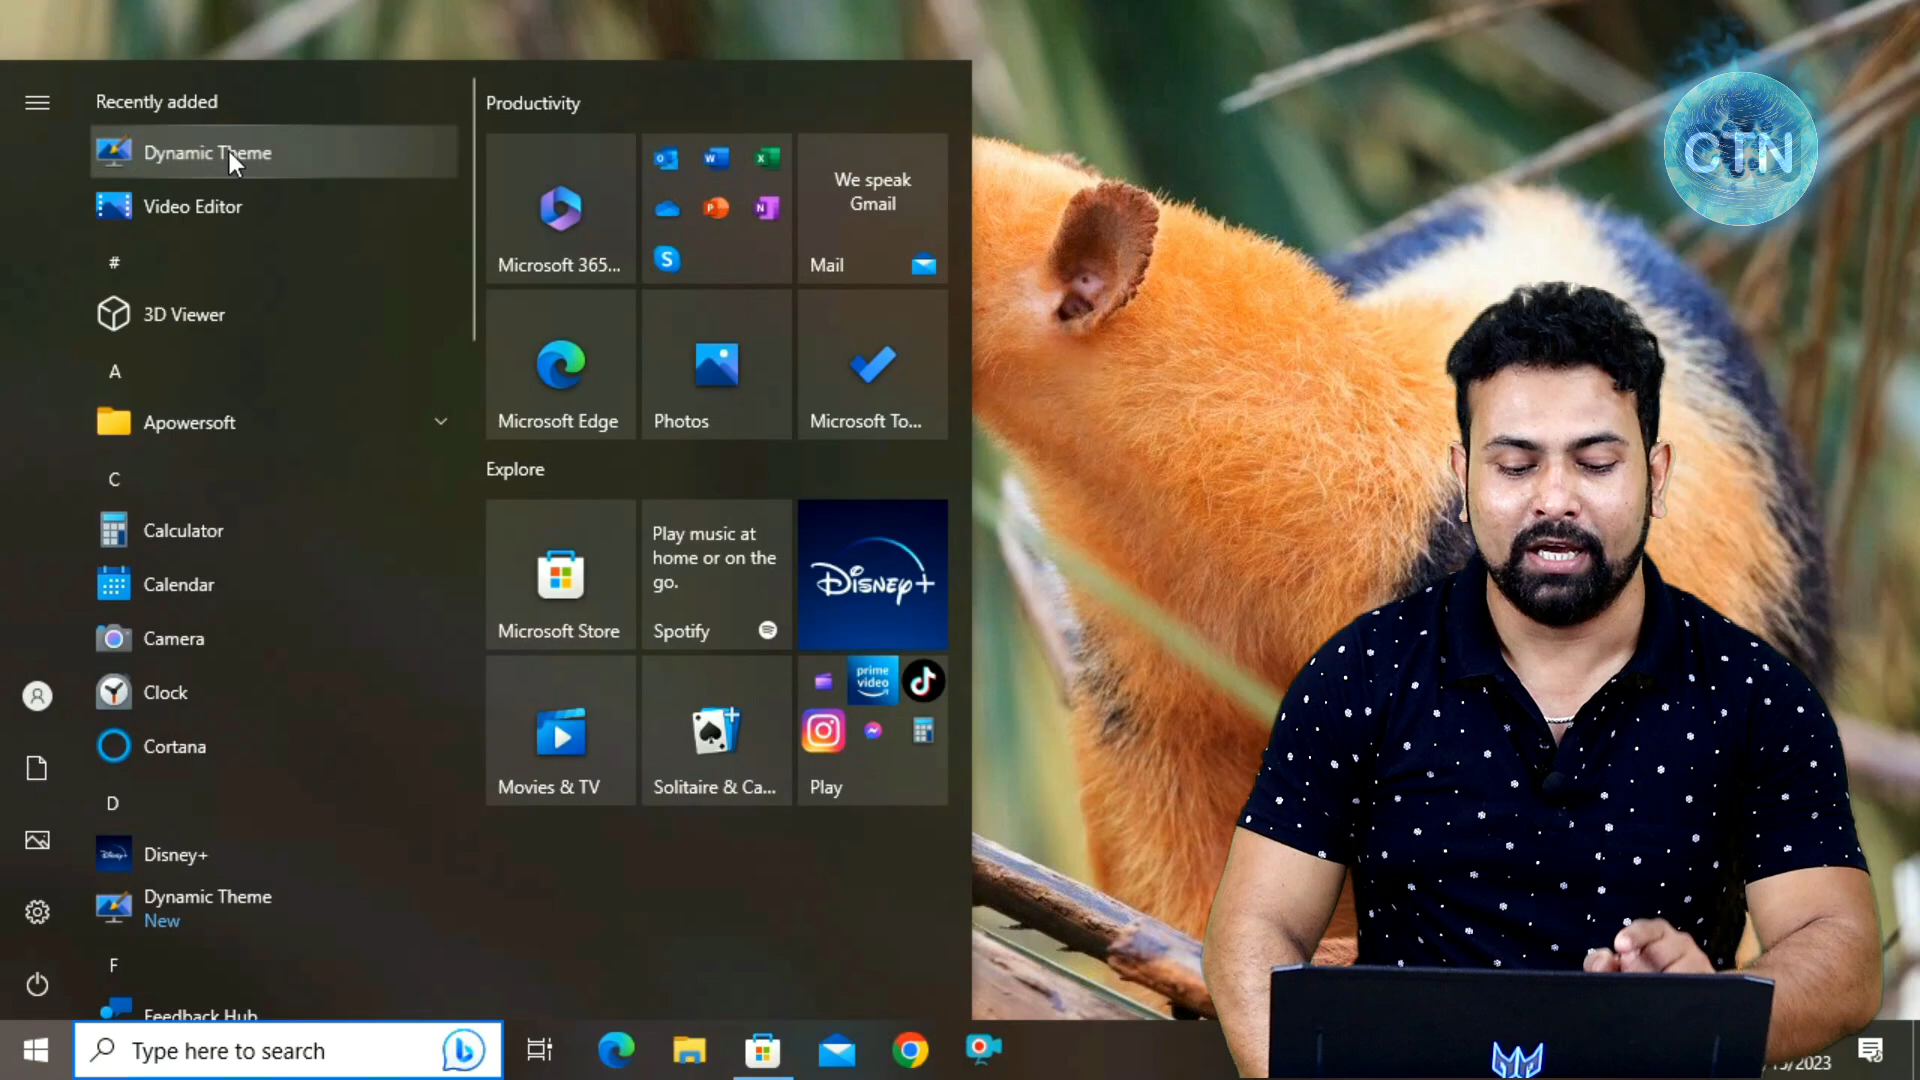 Recently added
Dynamic Theme
Video Editor
#
3D Viewer
A
Apowersoft
C
Calculator
Calendar
Camera
Clock
Cortana
D
Disney+
Dynamic Theme
New
F
Feedback Hub
Productivity
Microsoft 365...
We speak
Gmail
Mail
Microsoft Edge
Photos
Microsoft To...
Explore
Microsoft Store
Play music at
home or on the
go.
Spotify
Disney+
Movies & TV
Solitaire & Ca...
prime
video
Play
CTN
Type here to search